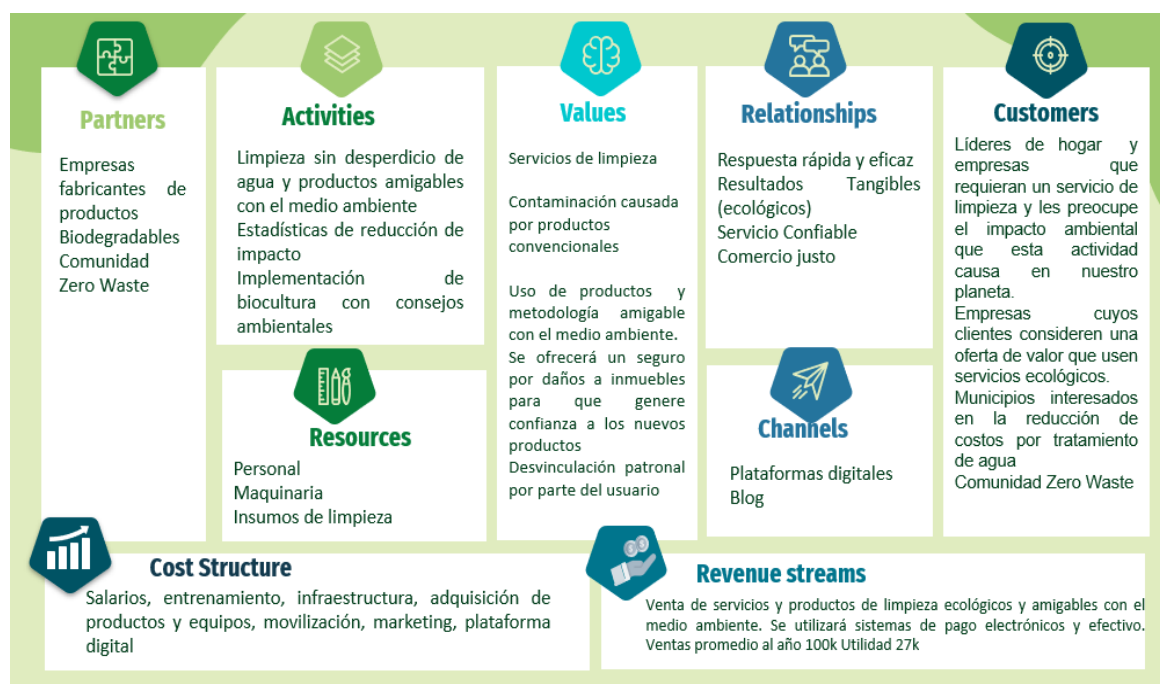 Partners
Empresas
fabricantes de
productos
Biodegradables
Comunidad
Zero Waste
Activities
Limpieza sin desperdicio de
agua y productos amigables
con el medio ambiente
Estadísticas de reducción de
impacto
Implementación de
biocultura con consejos
ambientales
Resources
Personal
Maquinaria
Insumos de limpieza
Values
Servicios de limpieza
Contaminación causada
por productos
convencionales
Uso de productos y
metodología amigable
con el medio ambiente.
Se ofrecerá un seguro
por daños a inmuebles
para que genere
confianza a los nuevos
productos
Desvinculación patronal
por parte del usuario
Relationships
Respuesta rápida y eficaz
Resultados Tangibles
(ecológicos)
Servicio Confiable
Comercio justo
Channels
Plataformas digitales
Blog
Customers
Líderes de hogar y
empresas que
requieran un servicio de
limpieza y les preocupe
el impacto ambiental
que esta actividad
causa en nuestro
planeta.
Empresas cuyos
clientes consideren una
oferta de valor que usen
servicios ecológicos.
Municipios interesados
en la reducción de
costos por tratamiento
de agua
Comunidad Zero Waste
Cost Structure
Salarios, entrenamiento, infraestructura, adquisición de
productos y equipos, movilización, marketing, plataforma
digital
Revenue streams
Venta de servicios y productos de limpieza ecológicos y amigables con el
medio ambiente. Se utilizará sistemas de pago electrónicos y efectivo.
Ventas promedio al año 100k Utilidad 27k